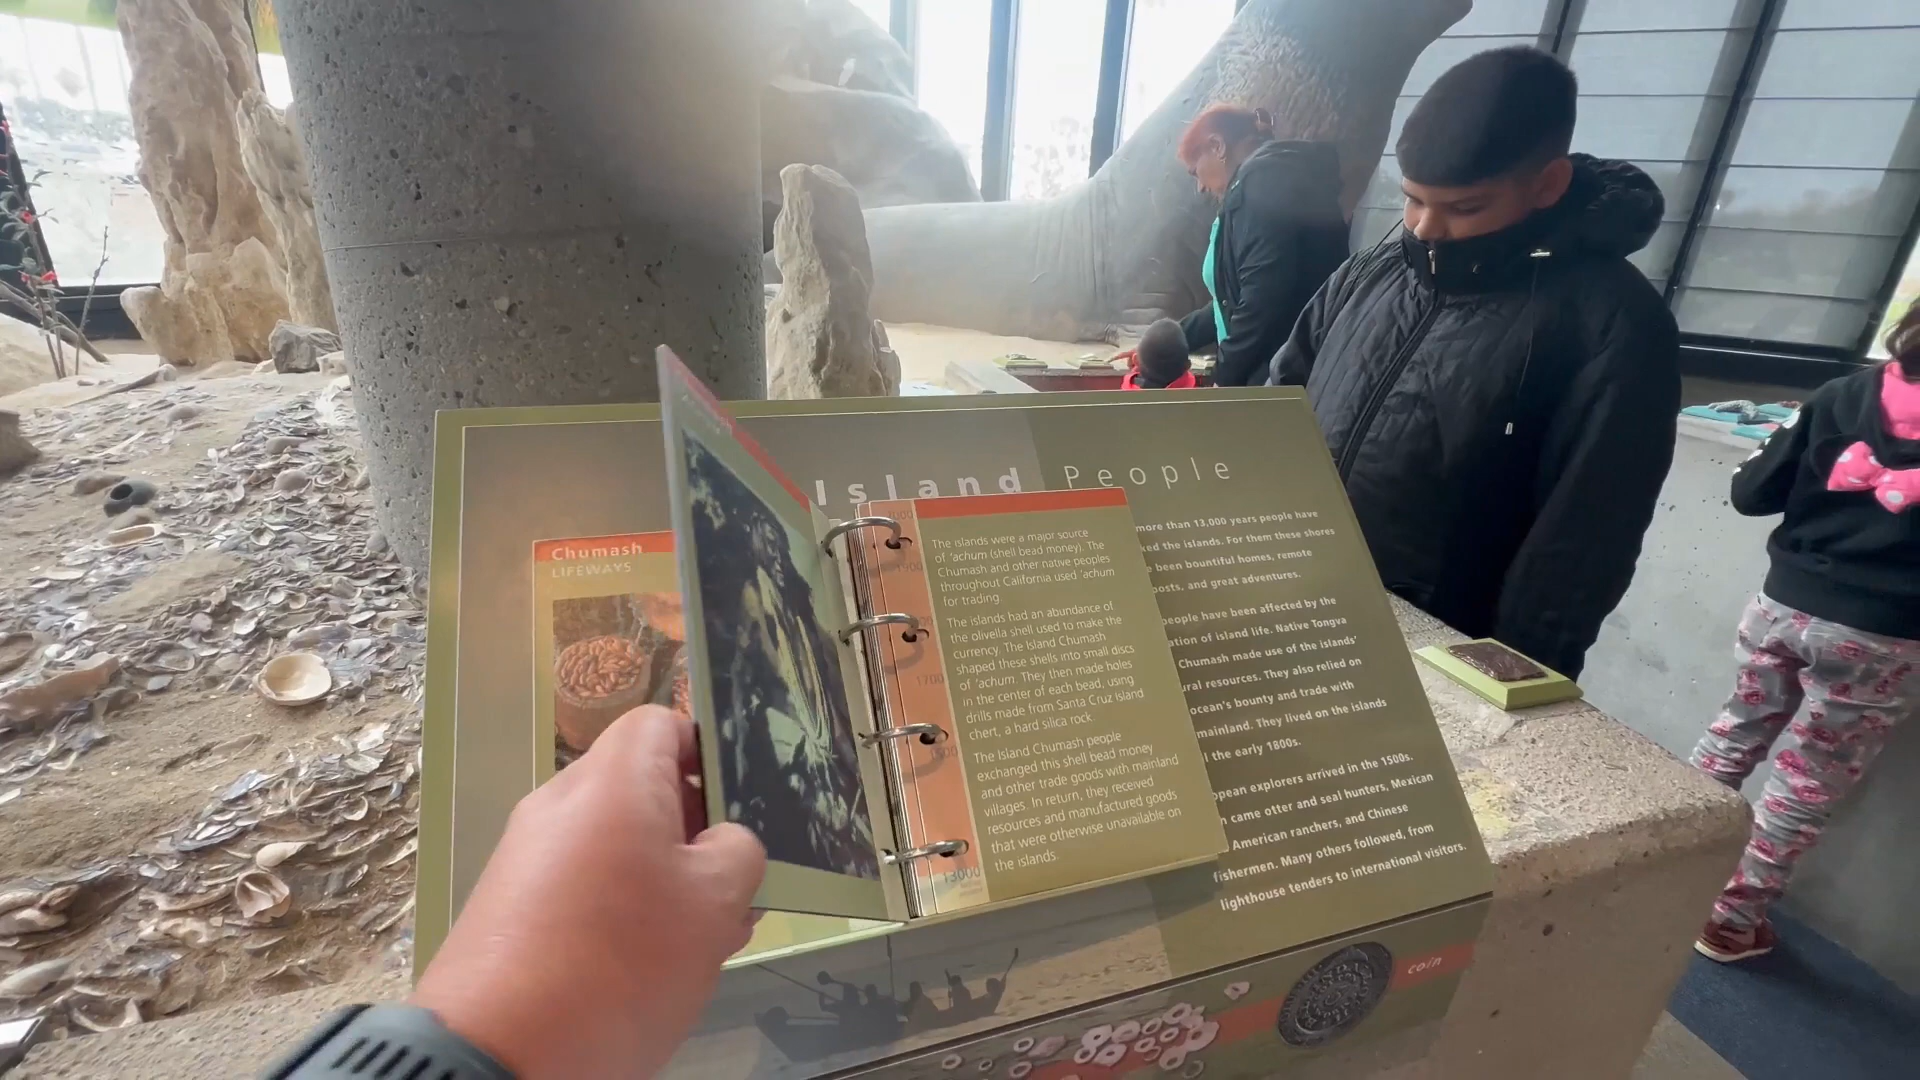 Island People
Chumash
LIFEWAYS
The islands were a major source
of 'achum (shell bead money). The
Chumash and other native peoples
throughout California used 'achum
for trading.
The islands had an abundance of
the olivella shell used to make the
currency. The Island Chumash
shaped these shells into small discs
of 'achum. They then made holes
in the center of each bead, using
drills made from Santa Cruz Island
chert, a hard silica rock.
The Island Chumash people
exchanged this shell bead money
and other trade goods with mainland
villages. In return, they received
resources and manufactured goods
that were otherwise unavailable on
the islands.
1900
1700
13000
more than 13,000 years people have
the islands. For them these shores
been bountiful homes, remote
and great adventures.
people have been affected by the
of island life. Native Tongva
Chumash made use of the islands'
resources. They also relied on
ocean's bounty and trade with
mainland. They lived on the islands
the early 1800s.
explorers arrived in the 1500s.
came otter and seal hunters, Mexican
American ranchers, and Chinese
fishermen. Many others followed, from
lighthouse tenders to international visitors.
coin